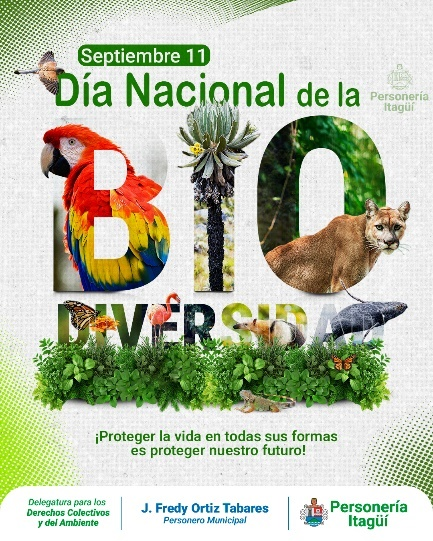 Septiembre 11
Día Nacional de la
Personería
Itagüí
BIO
DIVERSIDAD
¡Proteger la vida en todas sus formas
es proteger nuestro futuro!
Delegatura para los
Derechos Colectivos
y del Ambiente
J. Fredy Ortiz Tabares
Personero Municipal
Personería
Itagüí